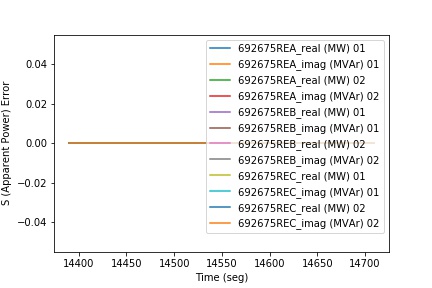 0.04
0.02
0.00
−0.02
−0.04
S (Apparent Power) Error
692675REA_real (MW) 01
692675REA_imag (MVAr) 01
692675REA_real (MW) 02
692675REA_imag (MVAr) 02
692675REB_real (MW) 01
692675REB_imag (MVAr) 01
692675REB_real (MW) 02
692675REB_imag (MVAr) 02
692675REC_real (MW) 01
692675REC_imag (MVAr) 01
692675REC_real (MW) 02
692675REC_imag (MVAr) 02
14400 14450 14500 14550 14600 14650 14700
Time (seg)